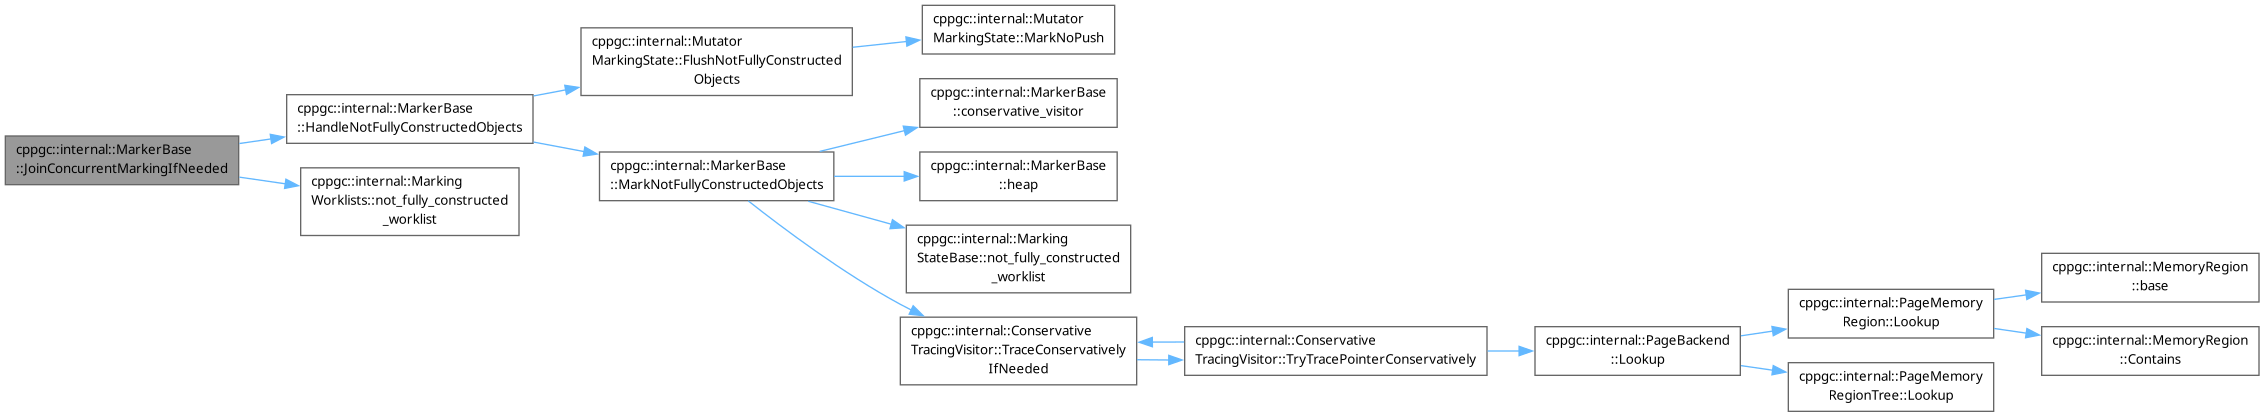 cppgc::internal::MarkerBase
::JoinConcurrentMarkingIfNeeded
cppgc::internal::MarkerBase
::HandleNotFullyConstructedObjects
cppgc::internal::Marking
Worklists::not_fully_constructed
_worklist
cppgc::internal::Mutator
MarkingState::FlushNotFullyConstructed
Objects
cppgc::internal::MarkerBase
::MarkNotFullyConstructedObjects
cppgc::internal::Mutator
MarkingState::MarkNoPush
cppgc::internal::MarkerBase
::conservative_visitor
cppgc::internal::MarkerBase
::heap
cppgc::internal::Marking
StateBase::not_fully_constructed
_worklist
cppgc::internal::Conservative
TracingVisitor::TraceConservatively
IfNeeded
cppgc::internal::Conservative
TracingVisitor::TryTracePointerConservatively
cppgc::internal::PageBackend
::Lookup
cppgc::internal::PageMemory
Region::Lookup
cppgc::internal::PageMemory
RegionTree::Lookup
cppgc::internal::MemoryRegion
::base
cppgc::internal::MemoryRegion
::Contains